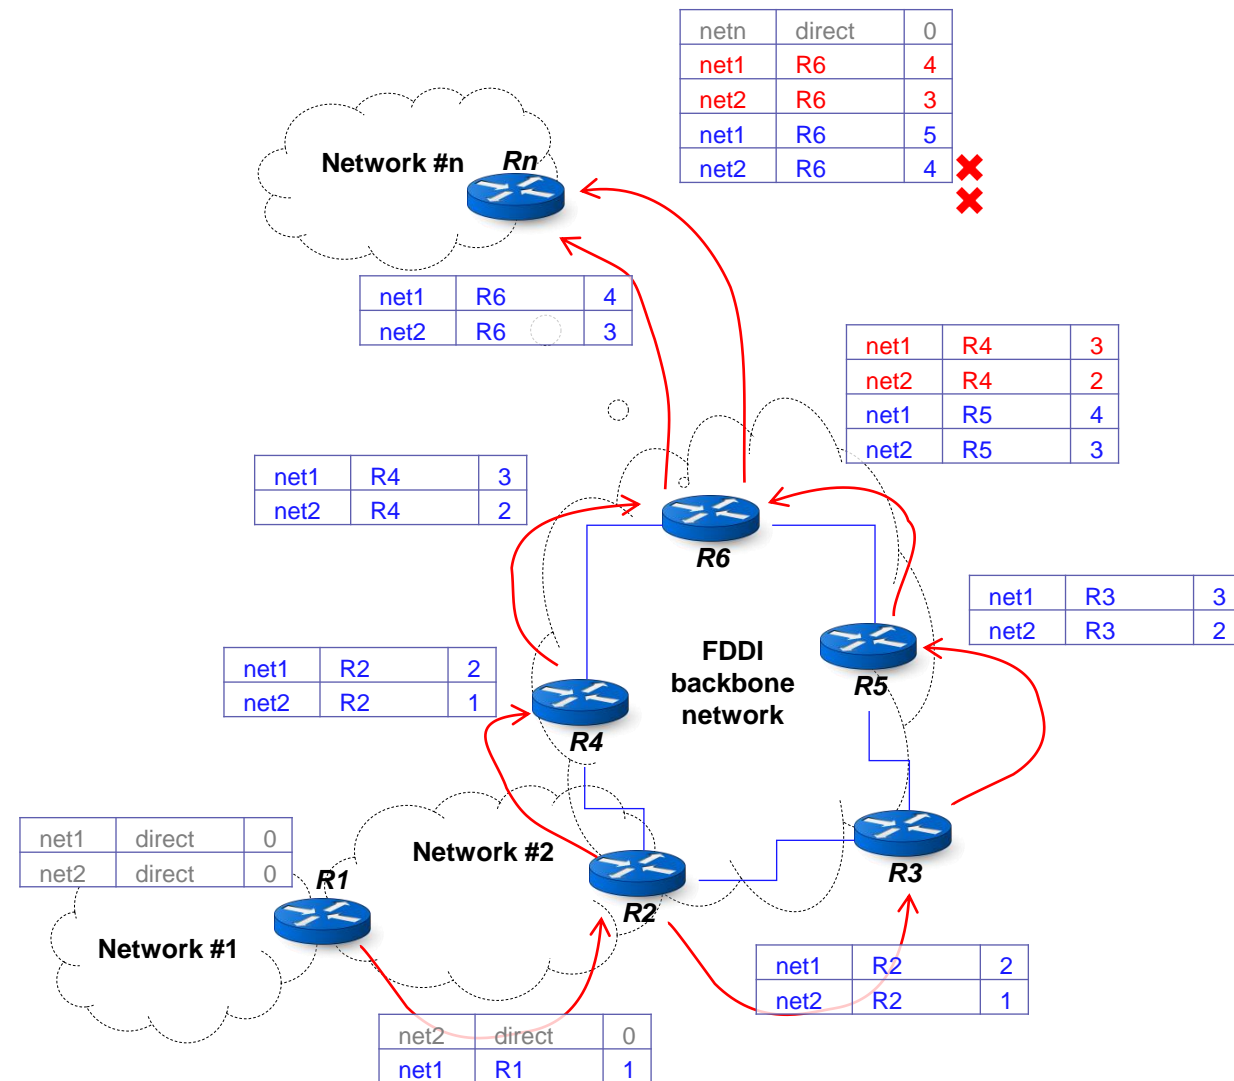 netn direct 0
net1 R6 4
net2 R6 3
net1 R6 5
net2 R6 4
Network #n
Rn
net1 R6 4
net2 R6 3
net1 R4 3
net2 R4 2
net1 R5 4
net2 R5 3
net1 R4 3
net2 R4 2
R6
net1 R3 3
net2 R3 2
FDDI
backbone
network
R5
net1 R2 2
net2 R2 1
R4
net1 direct 0
net2 direct 0
Network #2
R1
R2
R3
Network #1
net1 R2 2
net2 R2 1
net2 direct 0
net1 R1 1